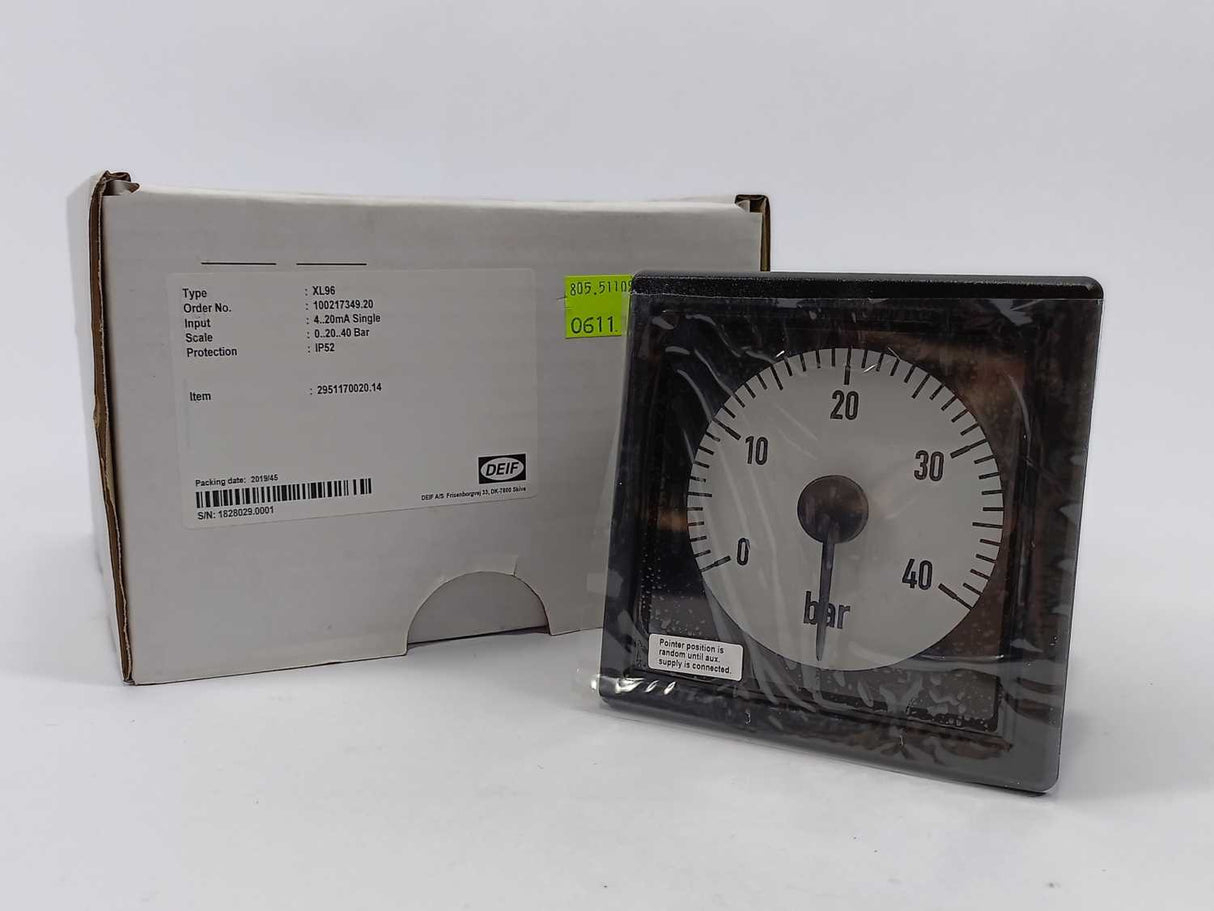 Type : XL96
Order No. : 100217349.20
Input : 4..20mA Single
Scale : 0..20..40 Bar
Protection : IP52
Item : 2951170020.14
Packing date: 2019/45
S/N: 1828029.0001
DEIF
DEIF A/S Frisenborgvej 33, DK-7800 Skive
805.5110
0611
0
10
20
30
40
bar
Pointer position is
random until aux.
supply is connected.